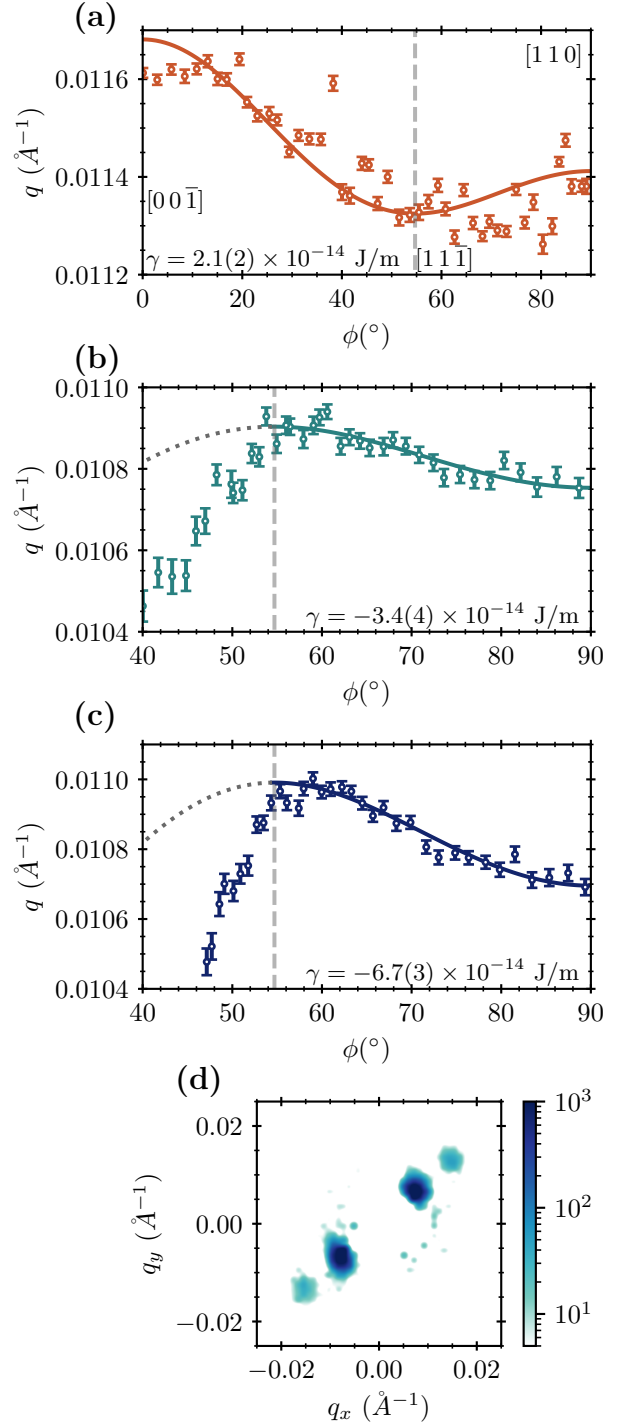 (a)
0.0116
0.0114
0.0112
q (Å⁻¹)
[1 1 0]
[0 0 1̄]
γ = 2.1(2) × 10⁻¹⁴ J/m
[1 1 1̄]
0 20 40 60 80
ϕ(°)
(b)
0.0110
0.0108
0.0106
0.0104
q (Å⁻¹)
γ = −3.4(4) × 10⁻¹⁴ J/m
40 50 60 70 80 90
ϕ(°)
(c)
0.0110
0.0108
0.0106
0.0104
q (Å⁻¹)
γ = −6.7(3) × 10⁻¹⁴ J/m
40 50 60 70 80 90
ϕ(°)
(d)
0.02
0.00
−0.02
q_y (Å⁻¹)
−0.02 0.00 0.02
q_x (Å⁻¹)
10³
10²
10¹